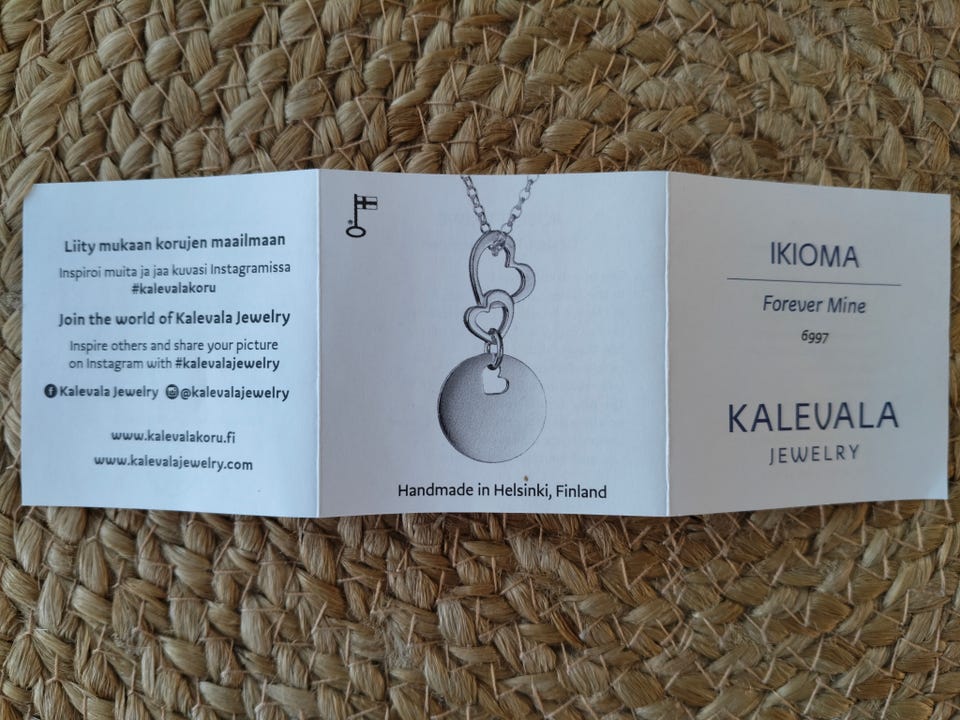 Liity mukaan korujen maailmaan
Inspiroi muita ja jaa kuvasi Instagramissa
#kalevalakoru
Join the world of Kalevala Jewelry
Inspire others and share your picture
on Instagram with #kalevalajewelry
Kalevala Jewelry @kalevalajewelry
www.kalevalakoru.fi
www.kalevalajewelry.com
Handmade in Helsinki, Finland
IKIOMA
Forever Mine
6997
KALEVALA
JEWELRY